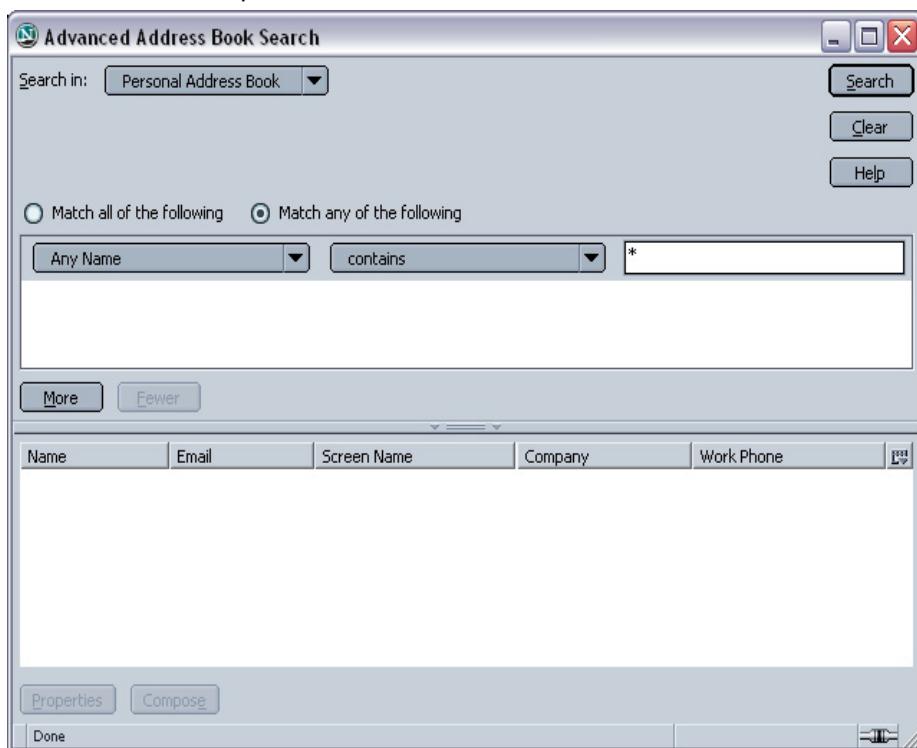 Advanced Address Book Search
Search in: Personal Address Book
Search
Clear
Help
Match all of the following Match any of the following
Any Name contains *
More Fewer
Name Email Screen Name Company Work Phone
Properties Compose
Done